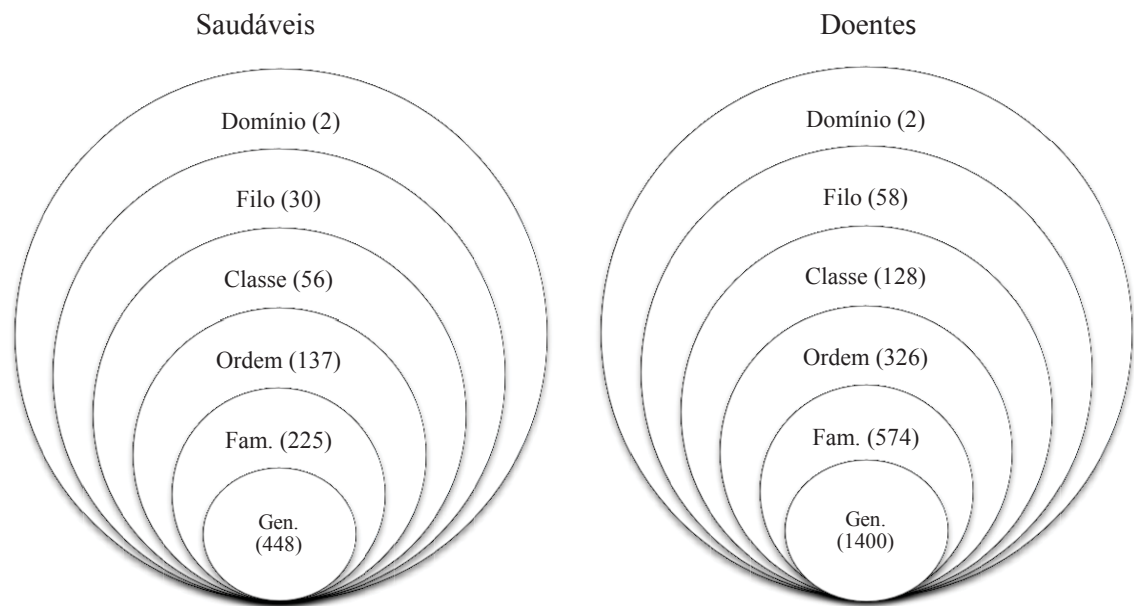 Saudáveis
Domínio (2)
Filo (30)
Classe (56)
Ordem (137)
Fam. (225)
Gen.
(448)
Doentes
Domínio (2)
Filo (58)
Classe (128)
Ordem (326)
Fam. (574)
Gen.
(1400)